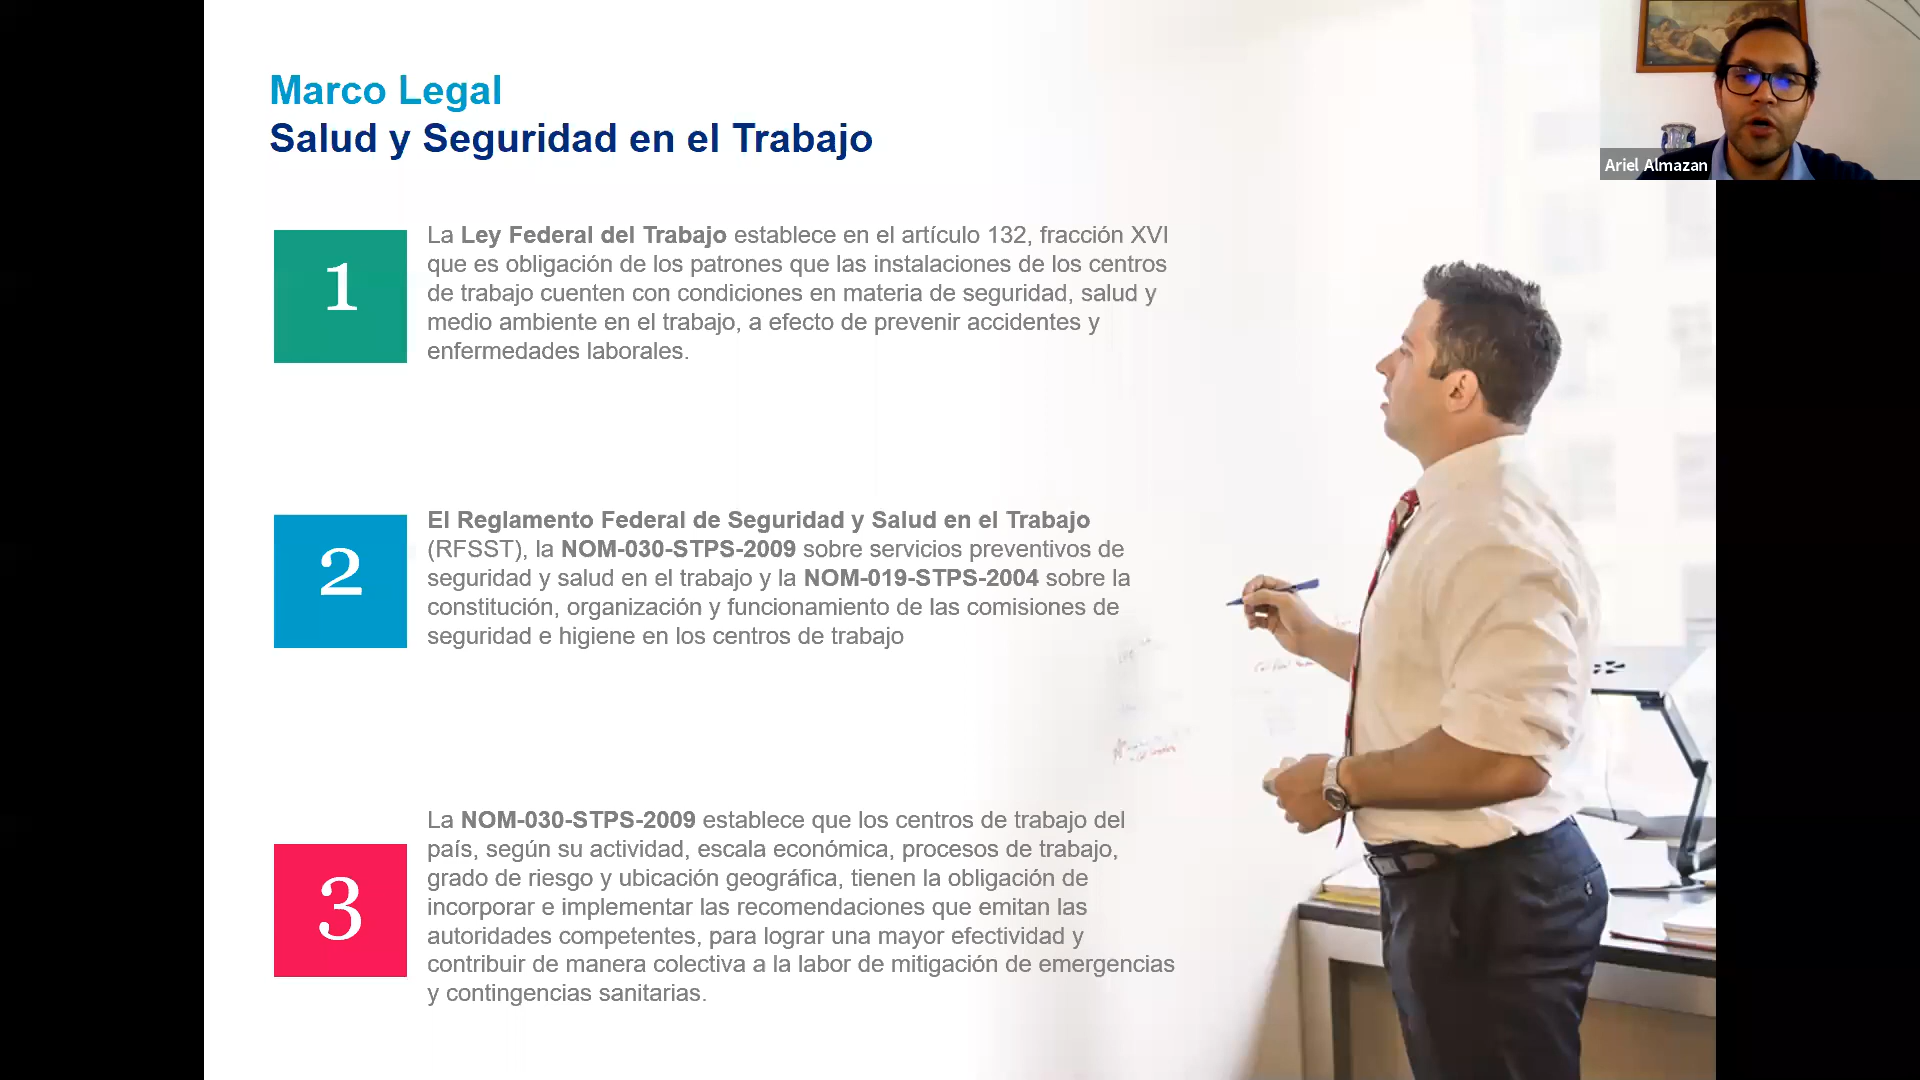 Marco Legal
Salud y Seguridad en el Trabajo
Ariel Almazan
1
La Ley Federal del Trabajo establece en el artículo 132, fracción XVI
que es obligación de los patrones que las instalaciones de los centros
de trabajo cuenten con condiciones en materia de seguridad, salud y
medio ambiente en el trabajo, a efecto de prevenir accidentes y
enfermedades laborales.
2
El Reglamento Federal de Seguridad y Salud en el Trabajo
(RFSST), la NOM-030-STPS-2009 sobre servicios preventivos de
seguridad y salud en el trabajo y la NOM-019-STPS-2004 sobre la
constitución, organización y funcionamiento de las comisiones de
seguridad e higiene en los centros de trabajo
3
La NOM-030-STPS-2009 establece que los centros de trabajo del
país, según su actividad, escala económica, procesos de trabajo,
grado de riesgo y ubicación geográfica, tienen la obligación de
incorporar e implementar las recomendaciones que emitan las
autoridades competentes, para lograr una mayor efectividad y
contribuir de manera colectiva a la labor de mitigación de emergencias
y contingencias sanitarias.